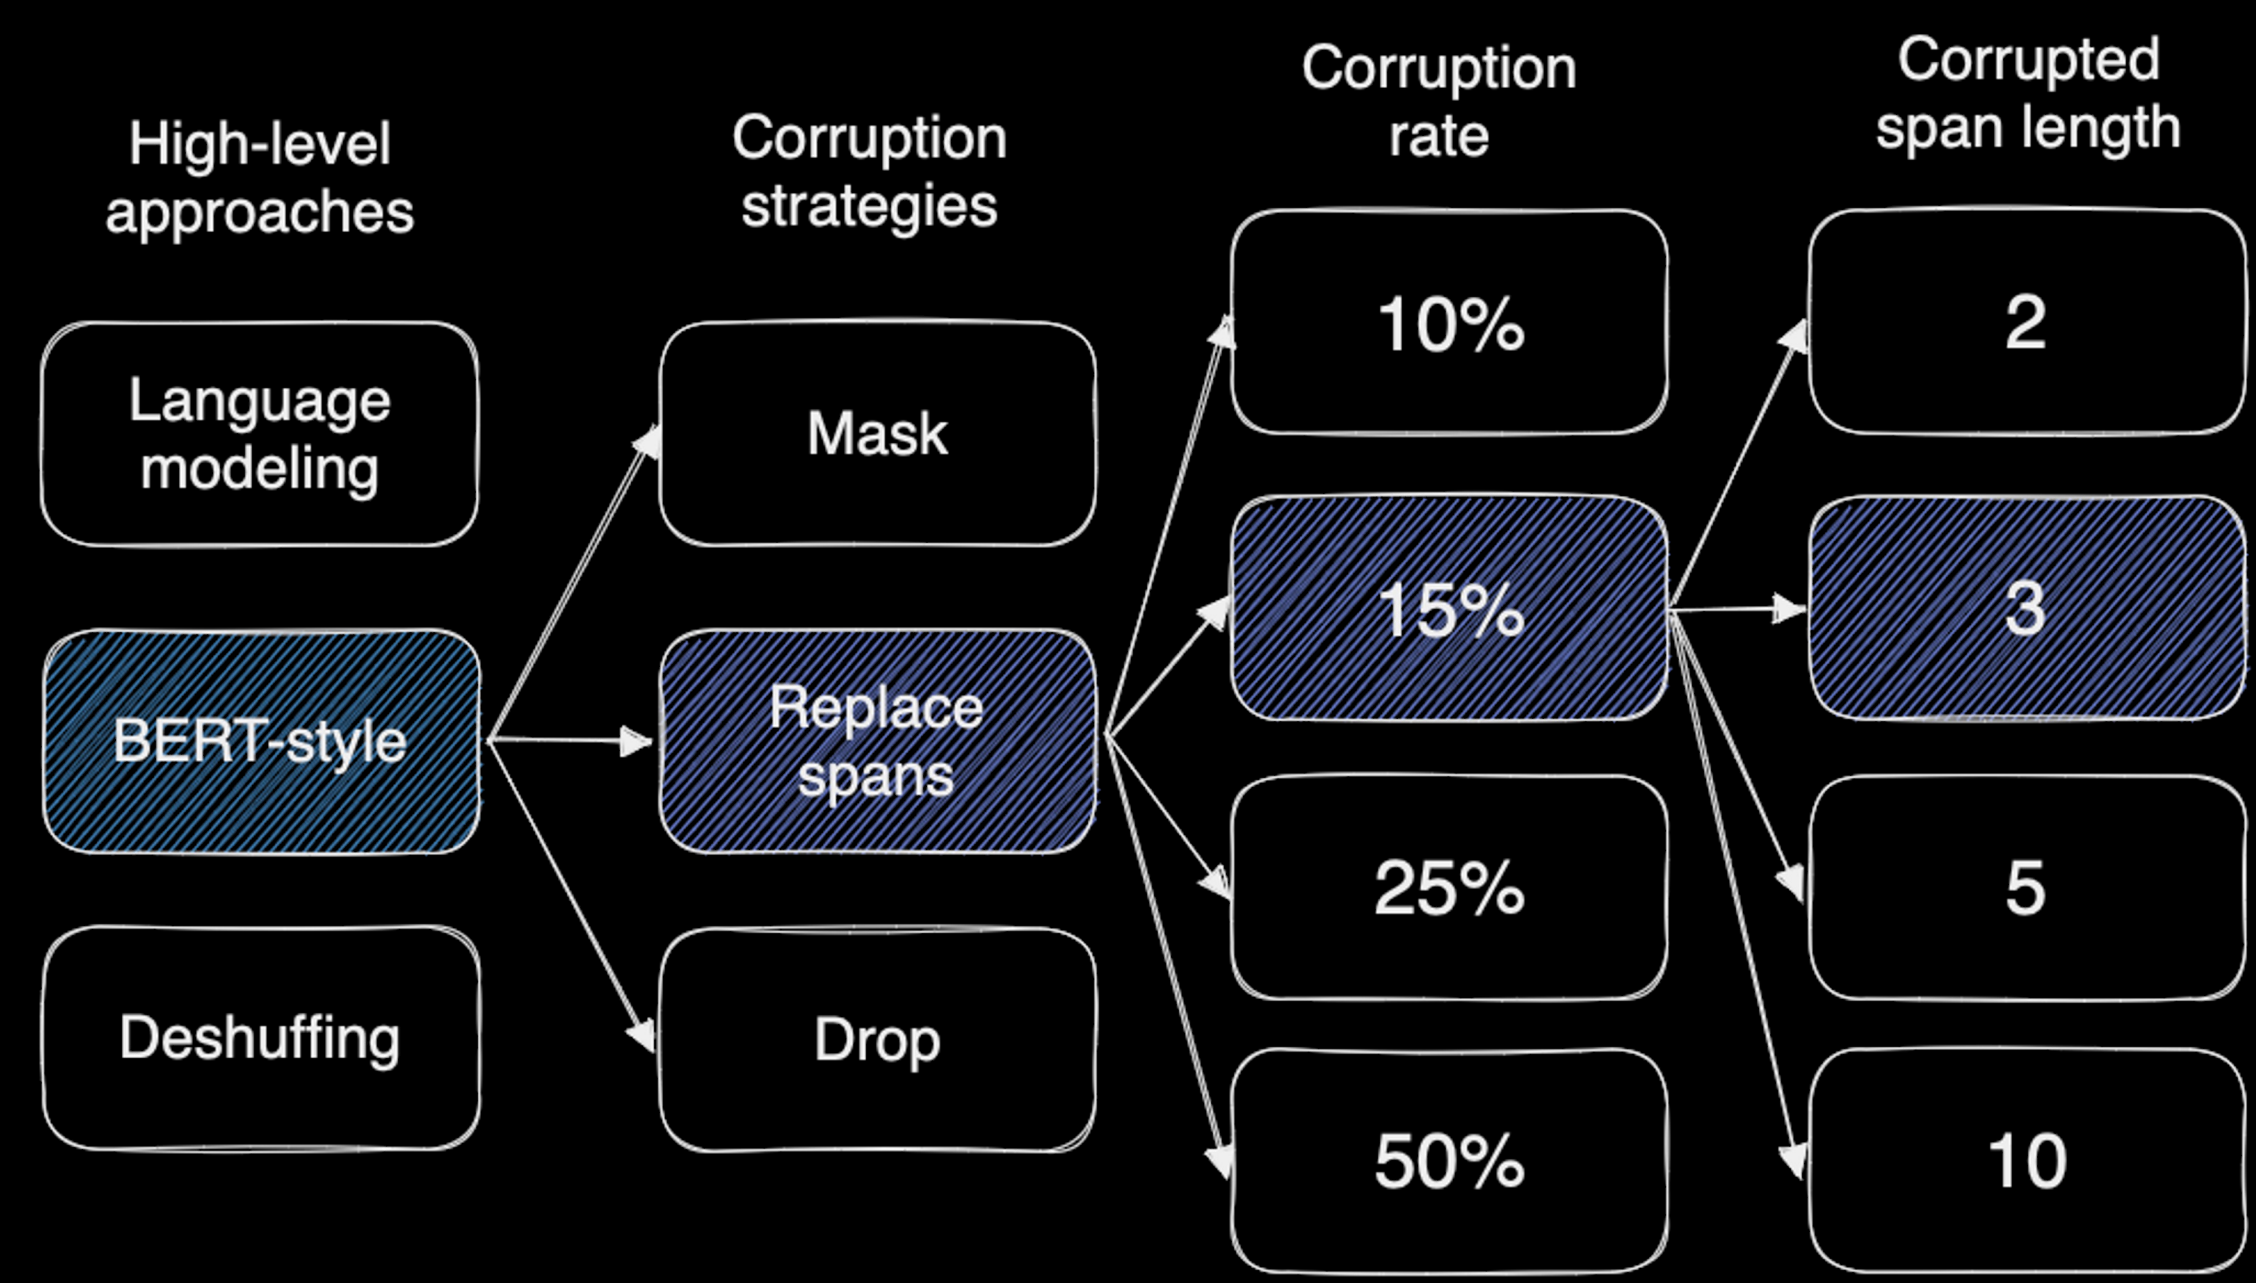 High-level
approaches
Language
modeling
BERT-style
Deshuffing
Corruption
strategies
Mask
Replace
spans
Drop
Corruption
rate
10%
15%
25%
50%
Corrupted
span length
2
3
5
10